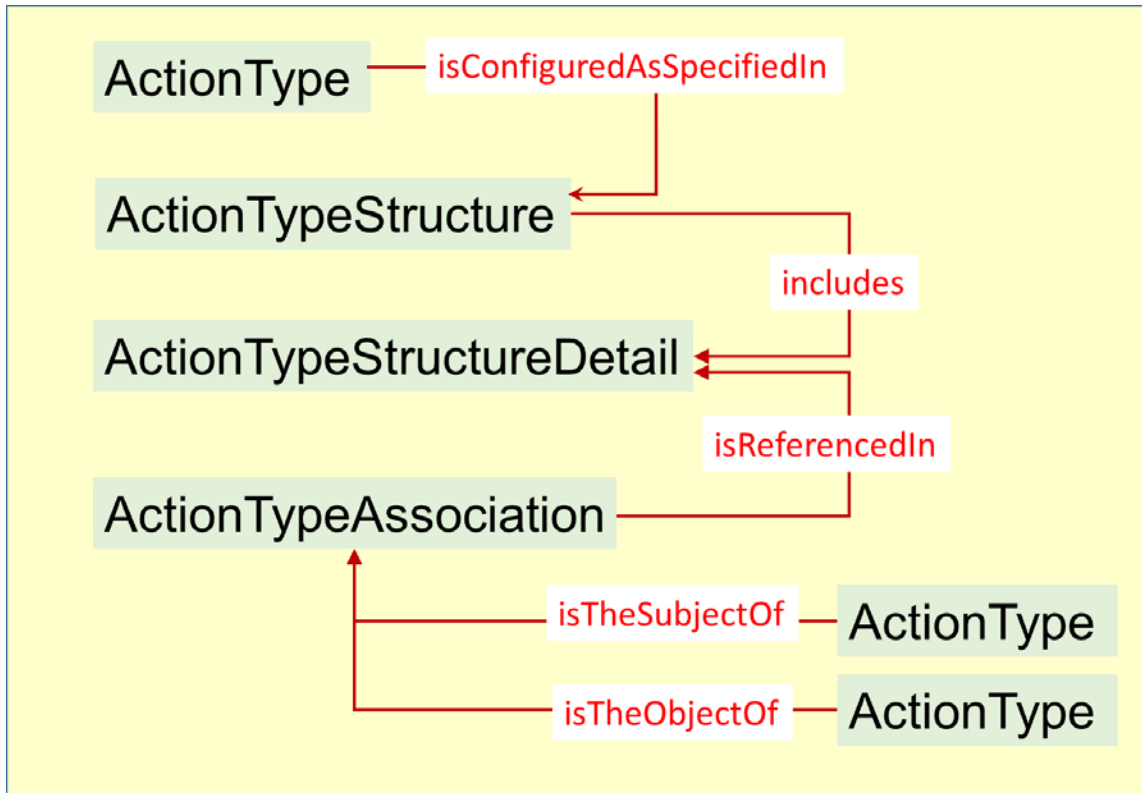 ActionType
isConfiguredAsSpecifiedIn
ActionTypeStructure
includes
ActionTypeStructureDetail
isReferencedIn
ActionTypeAssociation
isTheSubjectOf
ActionType
isTheObjectOf
ActionType